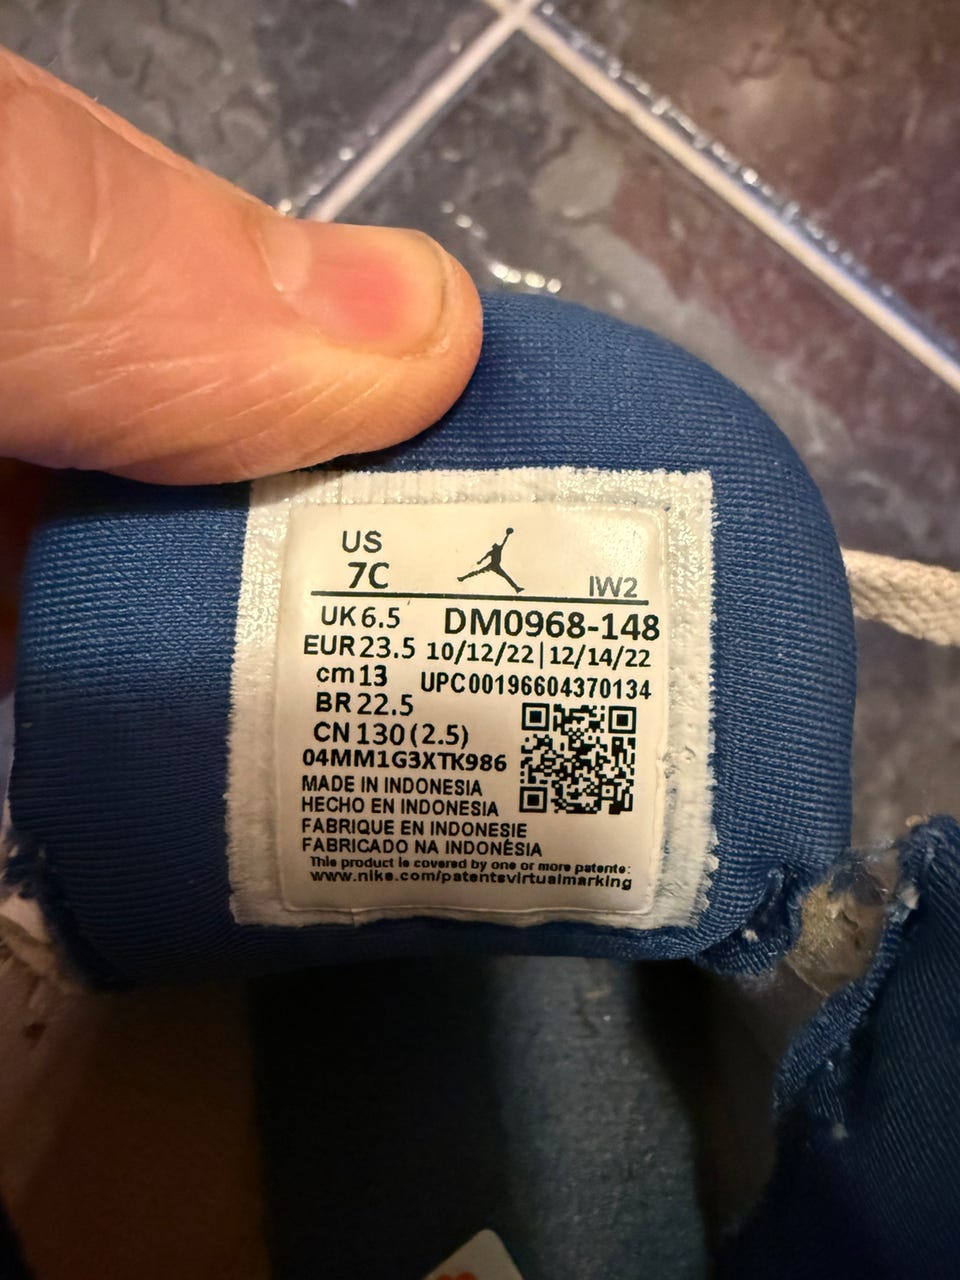 US
7C
IW2
UK 6.5
DM0968-148
EUR 23.5
10/12/22|12/14/22
cm 13
UPC00196604370134
BR 22.5
CN 130 (2.5)
04MM1G3XTK986
MADE IN INDONESIA
HECHO EN INDONESIA
FABRIQUE EN INDONESIE
FABRICADO NA INDONÉSIA
This product is covered by one or more patents:
www.nike.com/patentsvirtualmarking